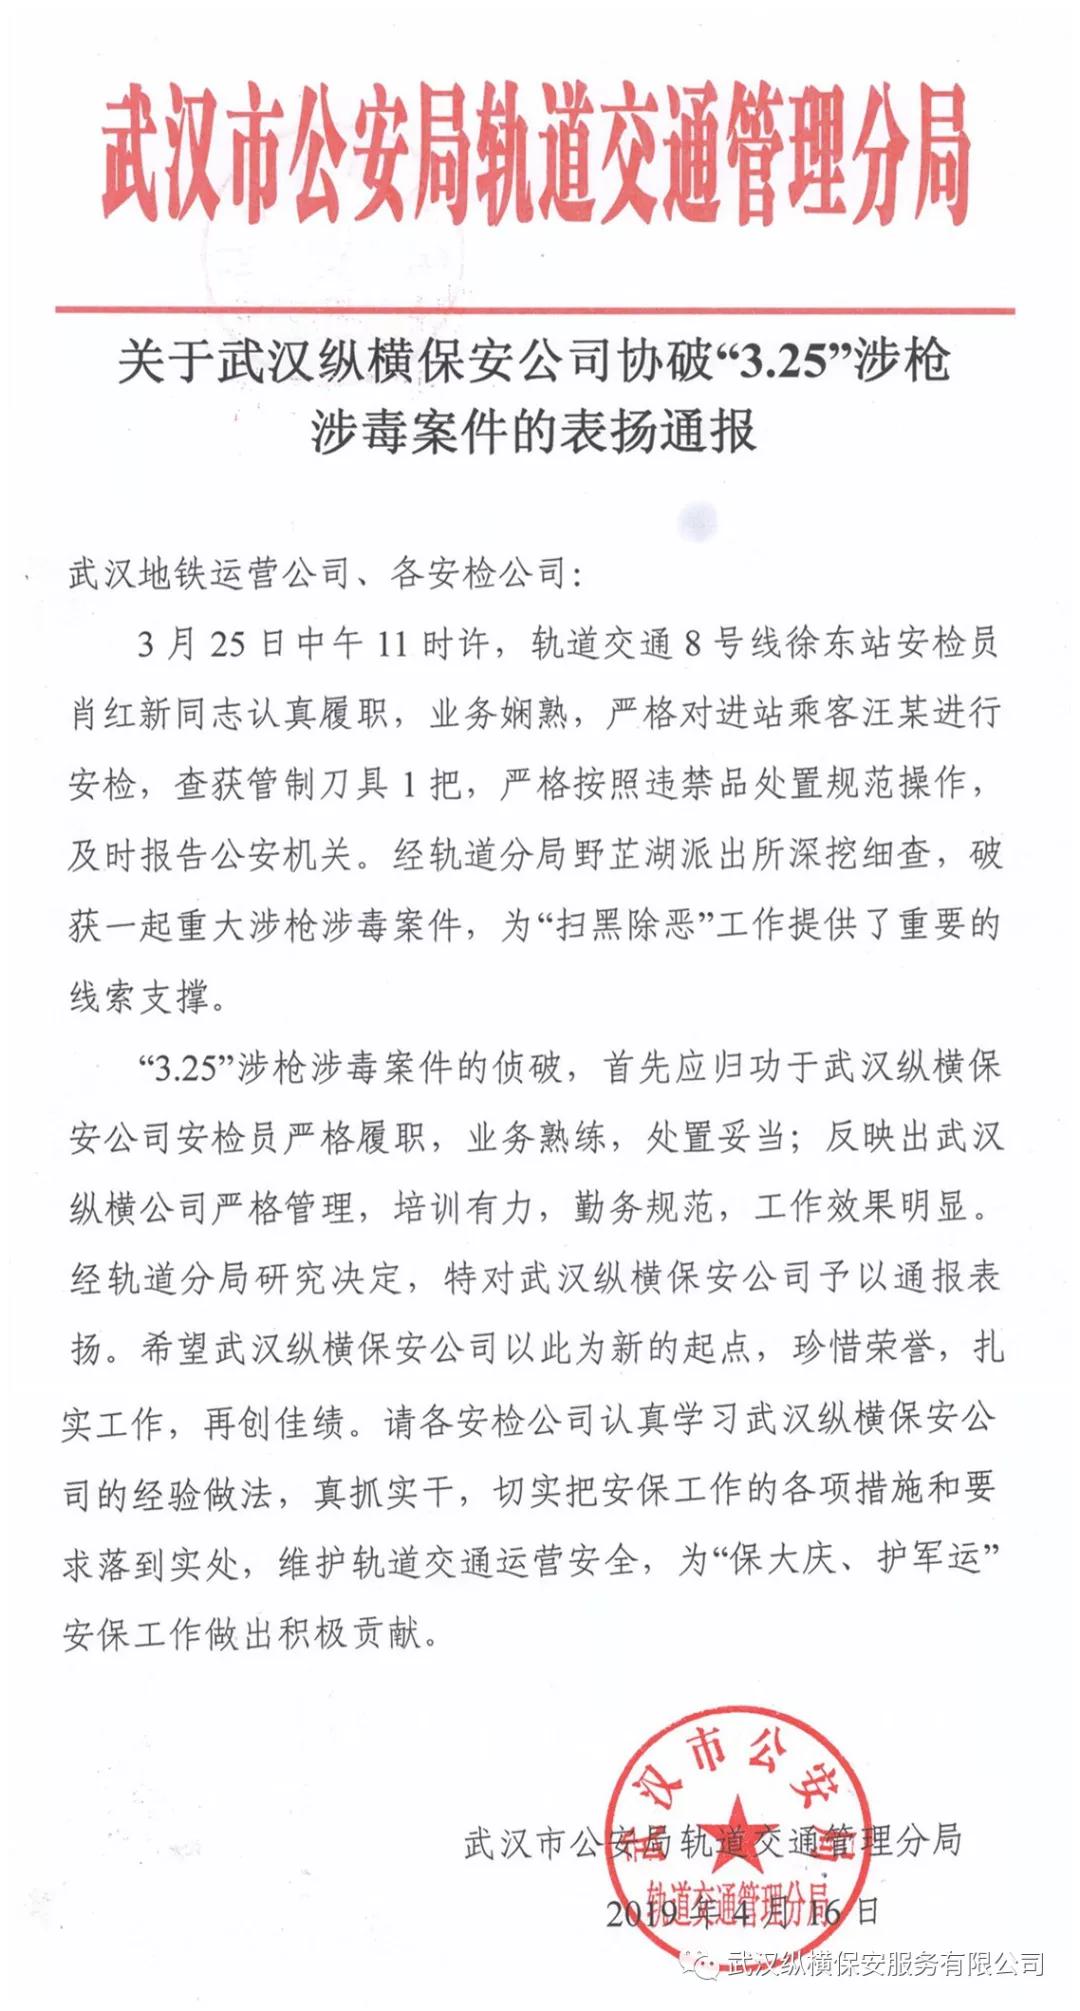 武汉市公安局轨道交通管理分局
关于武汉纵横保安公司协破“3.25”涉枪
涉毒案件的表扬通报
武汉地铁运营公司、各安检公司：
3 月 25 日中午 11 时许，轨道交通 8 号线徐东站安检员
肖红新同志认真履职，业务娴熟，严格对进站乘客汪某进行
安检，查获管制刀具 1 把，严格按照违禁品处置规范操作，
及时报告公安机关。经轨道分局野芷湖派出所深挖细查，破
获一起重大涉枪涉毒案件，为“扫黑除恶”工作提供了重要的
线索支撑。
“3.25”涉枪涉毒案件的侦破，首先应归功于武汉纵横保
安公司安检员严格履职，业务熟练，处置妥当；反映出武汉
纵横公司严格管理，培训有力，勤务规范，工作效果明显。
经轨道分局研究决定，特对武汉纵横保安公司予以通报表
扬。希望武汉纵横保安公司以此为新的起点，珍惜荣誉，扎
实工作，再创佳绩。请各安检公司认真学习武汉纵横保安公
司的经验做法，真抓实干，切实把安保工作的各项措施和要
求落到实处，维护轨道交通运营安全，为“保大庆、护军运”
安保工作做出积极贡献。
武汉市公安局
武汉市公安局轨道交通管理分局
轨道交通管理分局
2019 年 4 月 16 日
武汉纵横保安服务有限公司